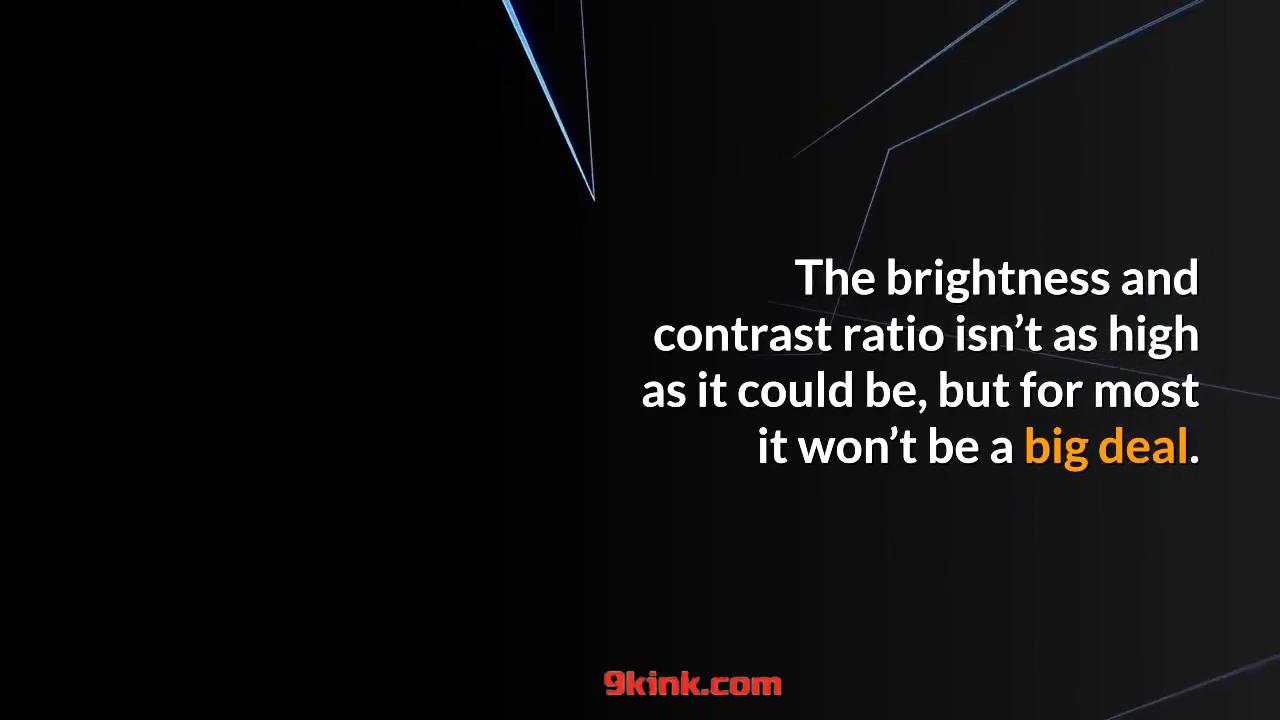 The brightness and
contrast ratio isn’t as high
as it could be, but for most
it won’t be a big deal.
9kink.com